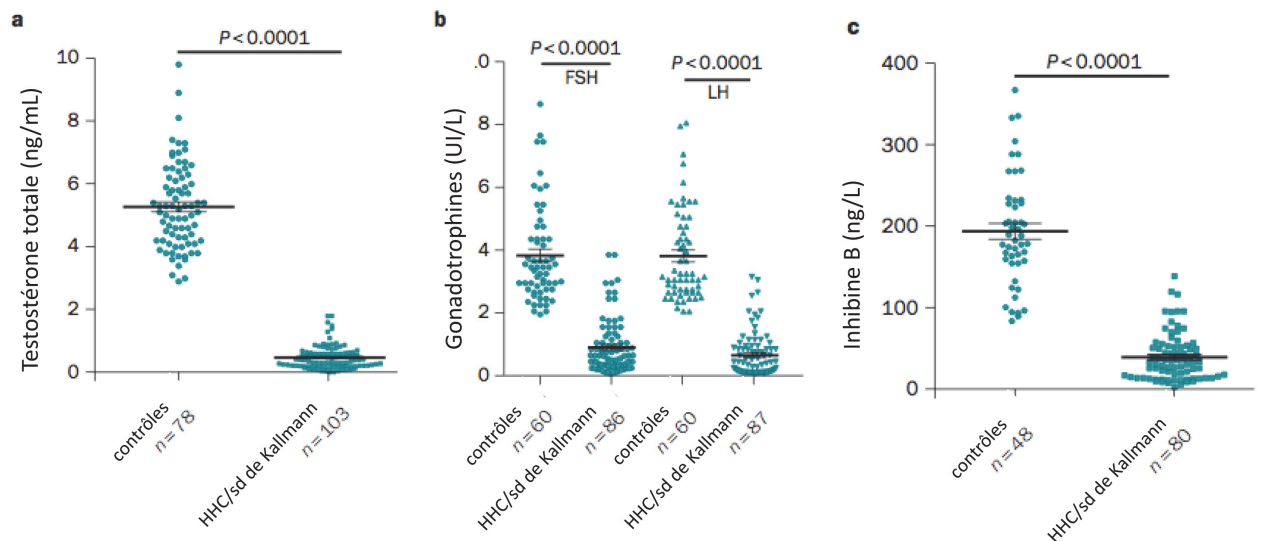 a
P < 0.0001
Testostérone totale (ng/mL)
10
8
6
4
2
0
contrôles
n = 78
HHC/sd de Kallmann
n = 103
b
P < 0.0001
FSH
P < 0.0001
LH
Gonadotrophines (UI/L)
.0
8
6
4
2
0
contrôles
n = 60
HHC/sd de Kallmann
n = 86
contrôles
n = 60
HHC/sd de Kallmann
n = 87
c
P < 0.0001
Inhibine B (ng/L)
400
300
200
100
0
contrôles
n = 48
HHC/sd de Kallmann
n = 80